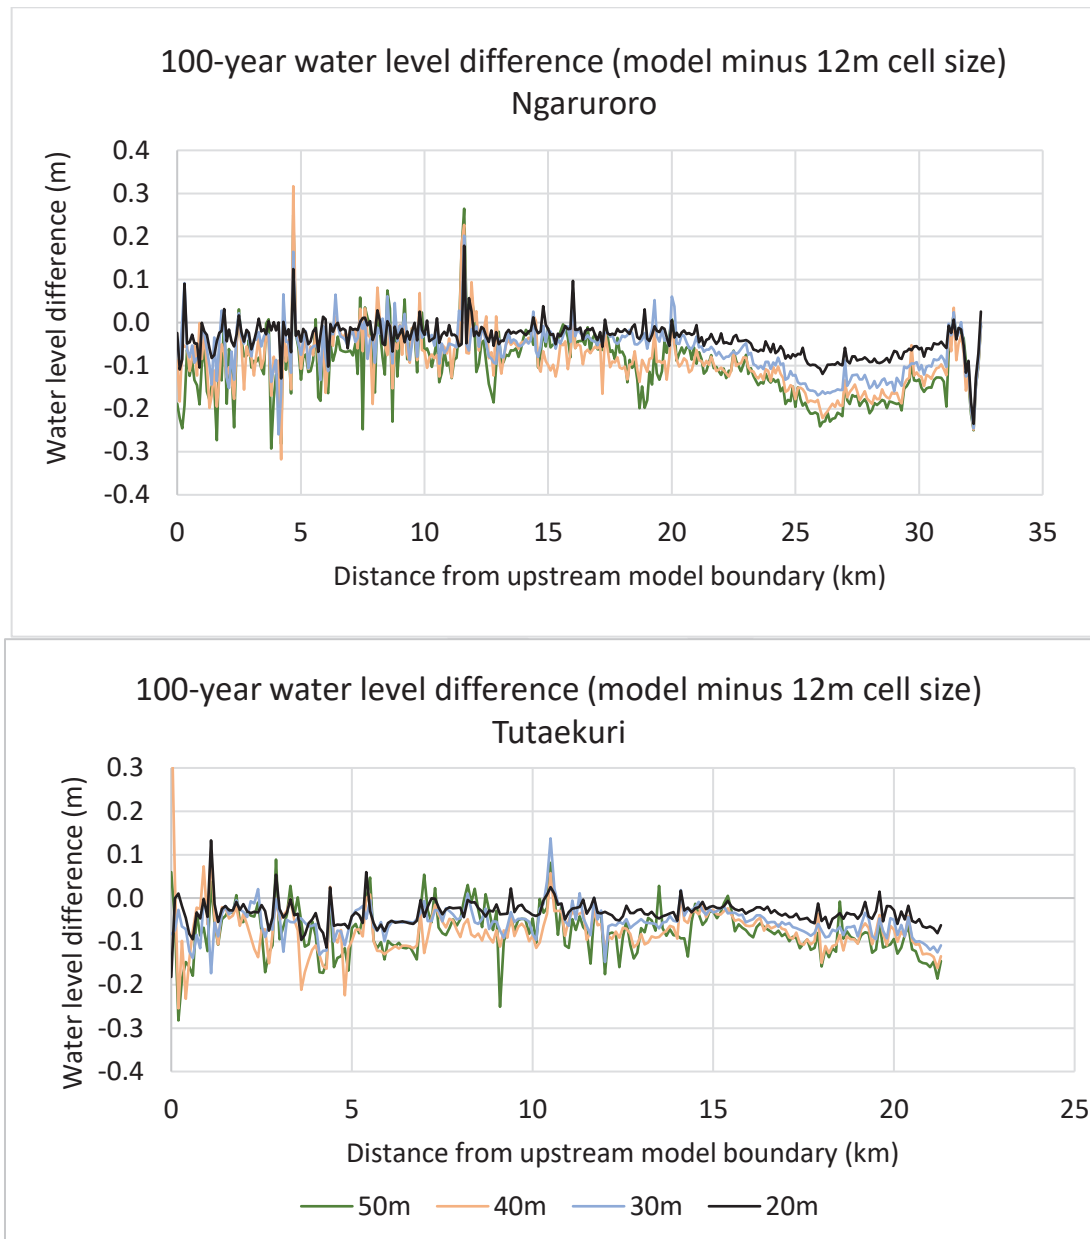 100-year water level difference (model minus 12m cell size)
Ngaruroro
Water level difference (m)
0.4
0.3
0.2
0.1
0.0
-0.1
-0.2
-0.3
-0.4
0 5 10 15 20 25 30 35
Distance from upstream model boundary (km)
100-year water level difference (model minus 12m cell size)
Tutaekuri
Water level difference (m)
0.3
0.2
0.1
0.0
-0.1
-0.2
-0.3
-0.4
0 5 10 15 20 25
Distance from upstream model boundary (km)
50m 40m 30m 20m